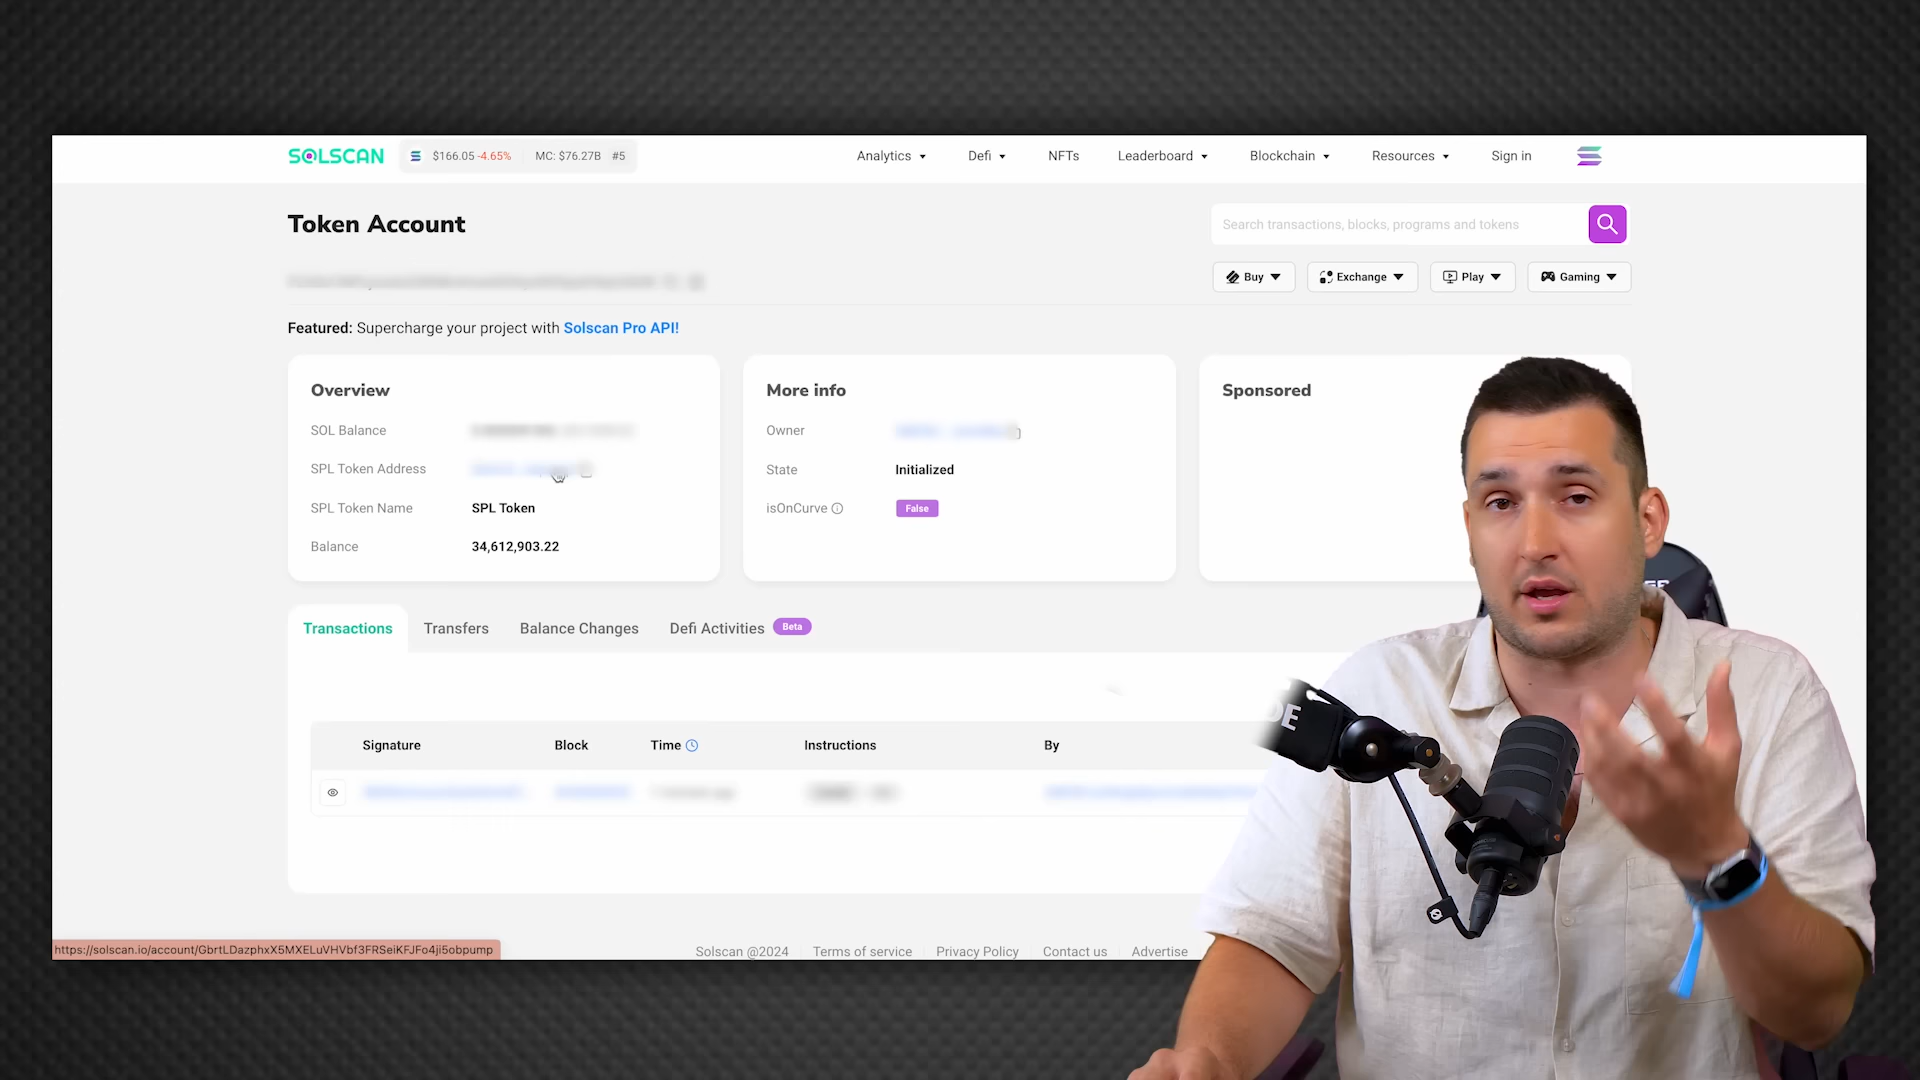 SOLSCAN $166.05 -4.65% MC: $76.27B #5 Analytics Defi NFTs Leaderboard Blockchain Resources Sign in
Token Account
Search transactions, blocks, programs and tokens
Buy Exchange Play Gaming
Featured: Supercharge your project with Solscan Pro API!
Overview
SOL Balance
SPL Token Address
SPL Token Name SPL Token
Balance 34,612,903.22
More info
Owner
State Initialized
isOnCurve False
Sponsored
Transactions Transfers Balance Changes Defi Activities Beta
Signature Block Time Instructions By
https://solscan.io/account/GbrtLDazphxX5MXELuVHVbf3FRSeiKFJFo4ji5obpump
Solscan @2024 Terms of service Privacy Policy Contact us Advertise